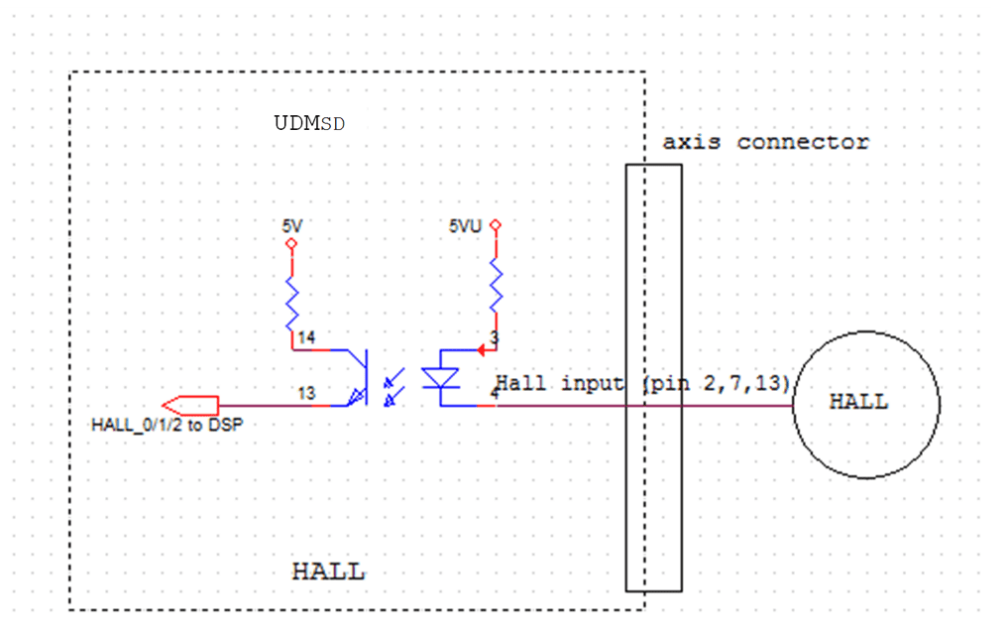 UDMSD
axis connector
5V
5VU
14
3
Hall input (pin 2,7,13)
13
4
HALL
HALL_0/1/2 to DSP
HALL